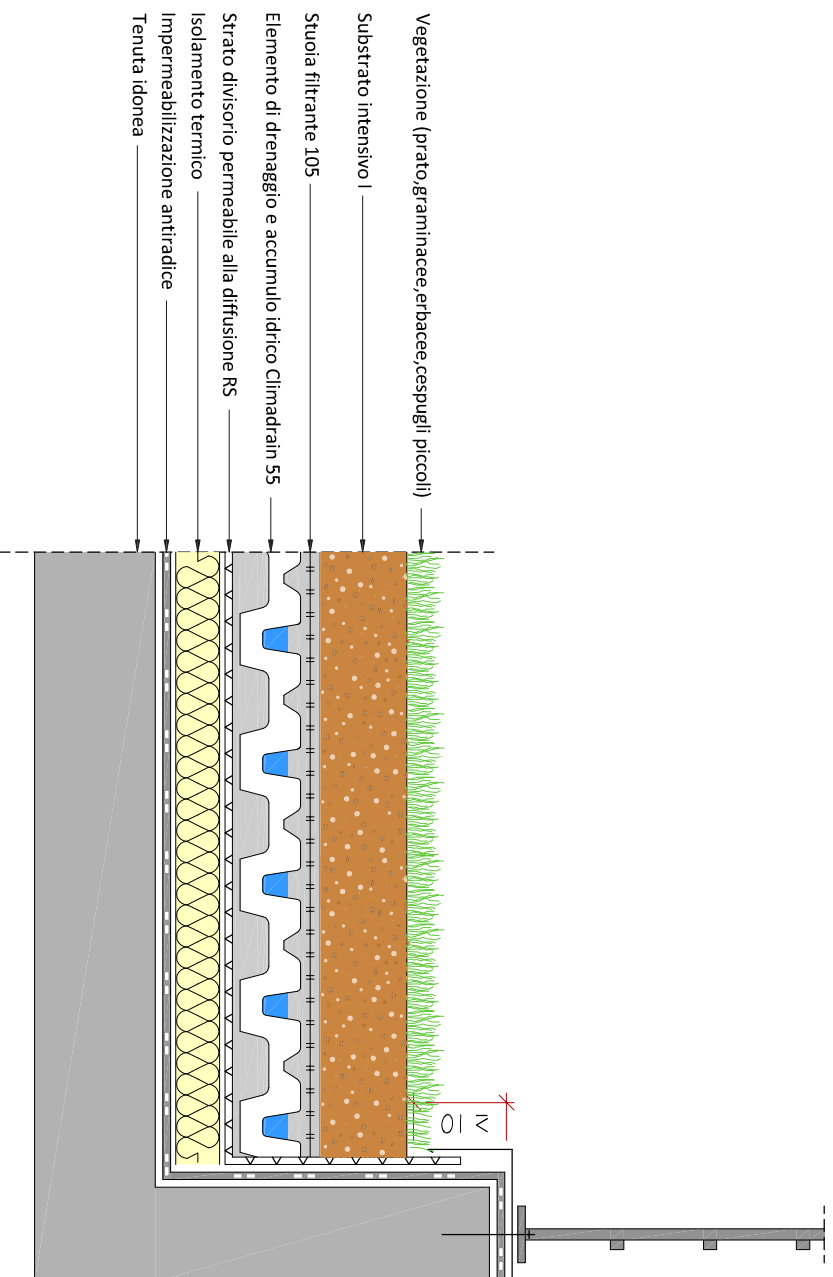 Vegetazione (prato,graminacee,erbacee,cespugli piccoli)
Substrato intensivo I
Stuoia filtrante 105
Elemento di drenaggio e accumulo idrico Climadrain 55
Strato divisorio permeabile alla diffusione RS
Isolamento termico
Impermeabilizzazione antiradice
Tenuta idonea
≥ 10